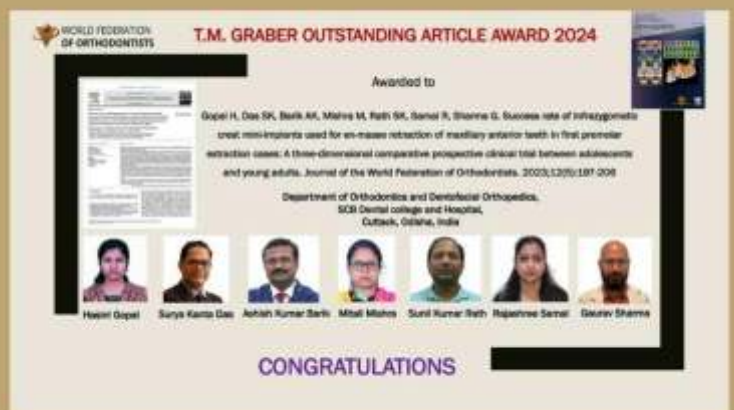 WORLD FEDERATION
OF ORTHODONTISTS
T.M. GRABER OUTSTANDING ARTICLE AWARD 2024
Awarded to
Gopal H, Das SK, Barik AK, Mishra M, Rath SK, Samal R, Sharma G. Success rate of infrazygomatic
crest mini-implants used for en-masse retraction of maxillary anterior teeth in first premolar
extraction cases: A three-dimensional comparative prospective clinical trial between adolescents
and young adults. Journal of the World Federation of Orthodontists. 2023;12(5):197-206
Department of Orthodontics and Dentofacial Orthopedics,
SCB Dental college and Hospital,
Cuttack, Odisha, India
Hasini Gopal Surya Kanta Das Ashish Kumar Barik Mitali Mishra Sunil Kumar Rath Rajashree Samal Gaurav Sharma
CONGRATULATIONS